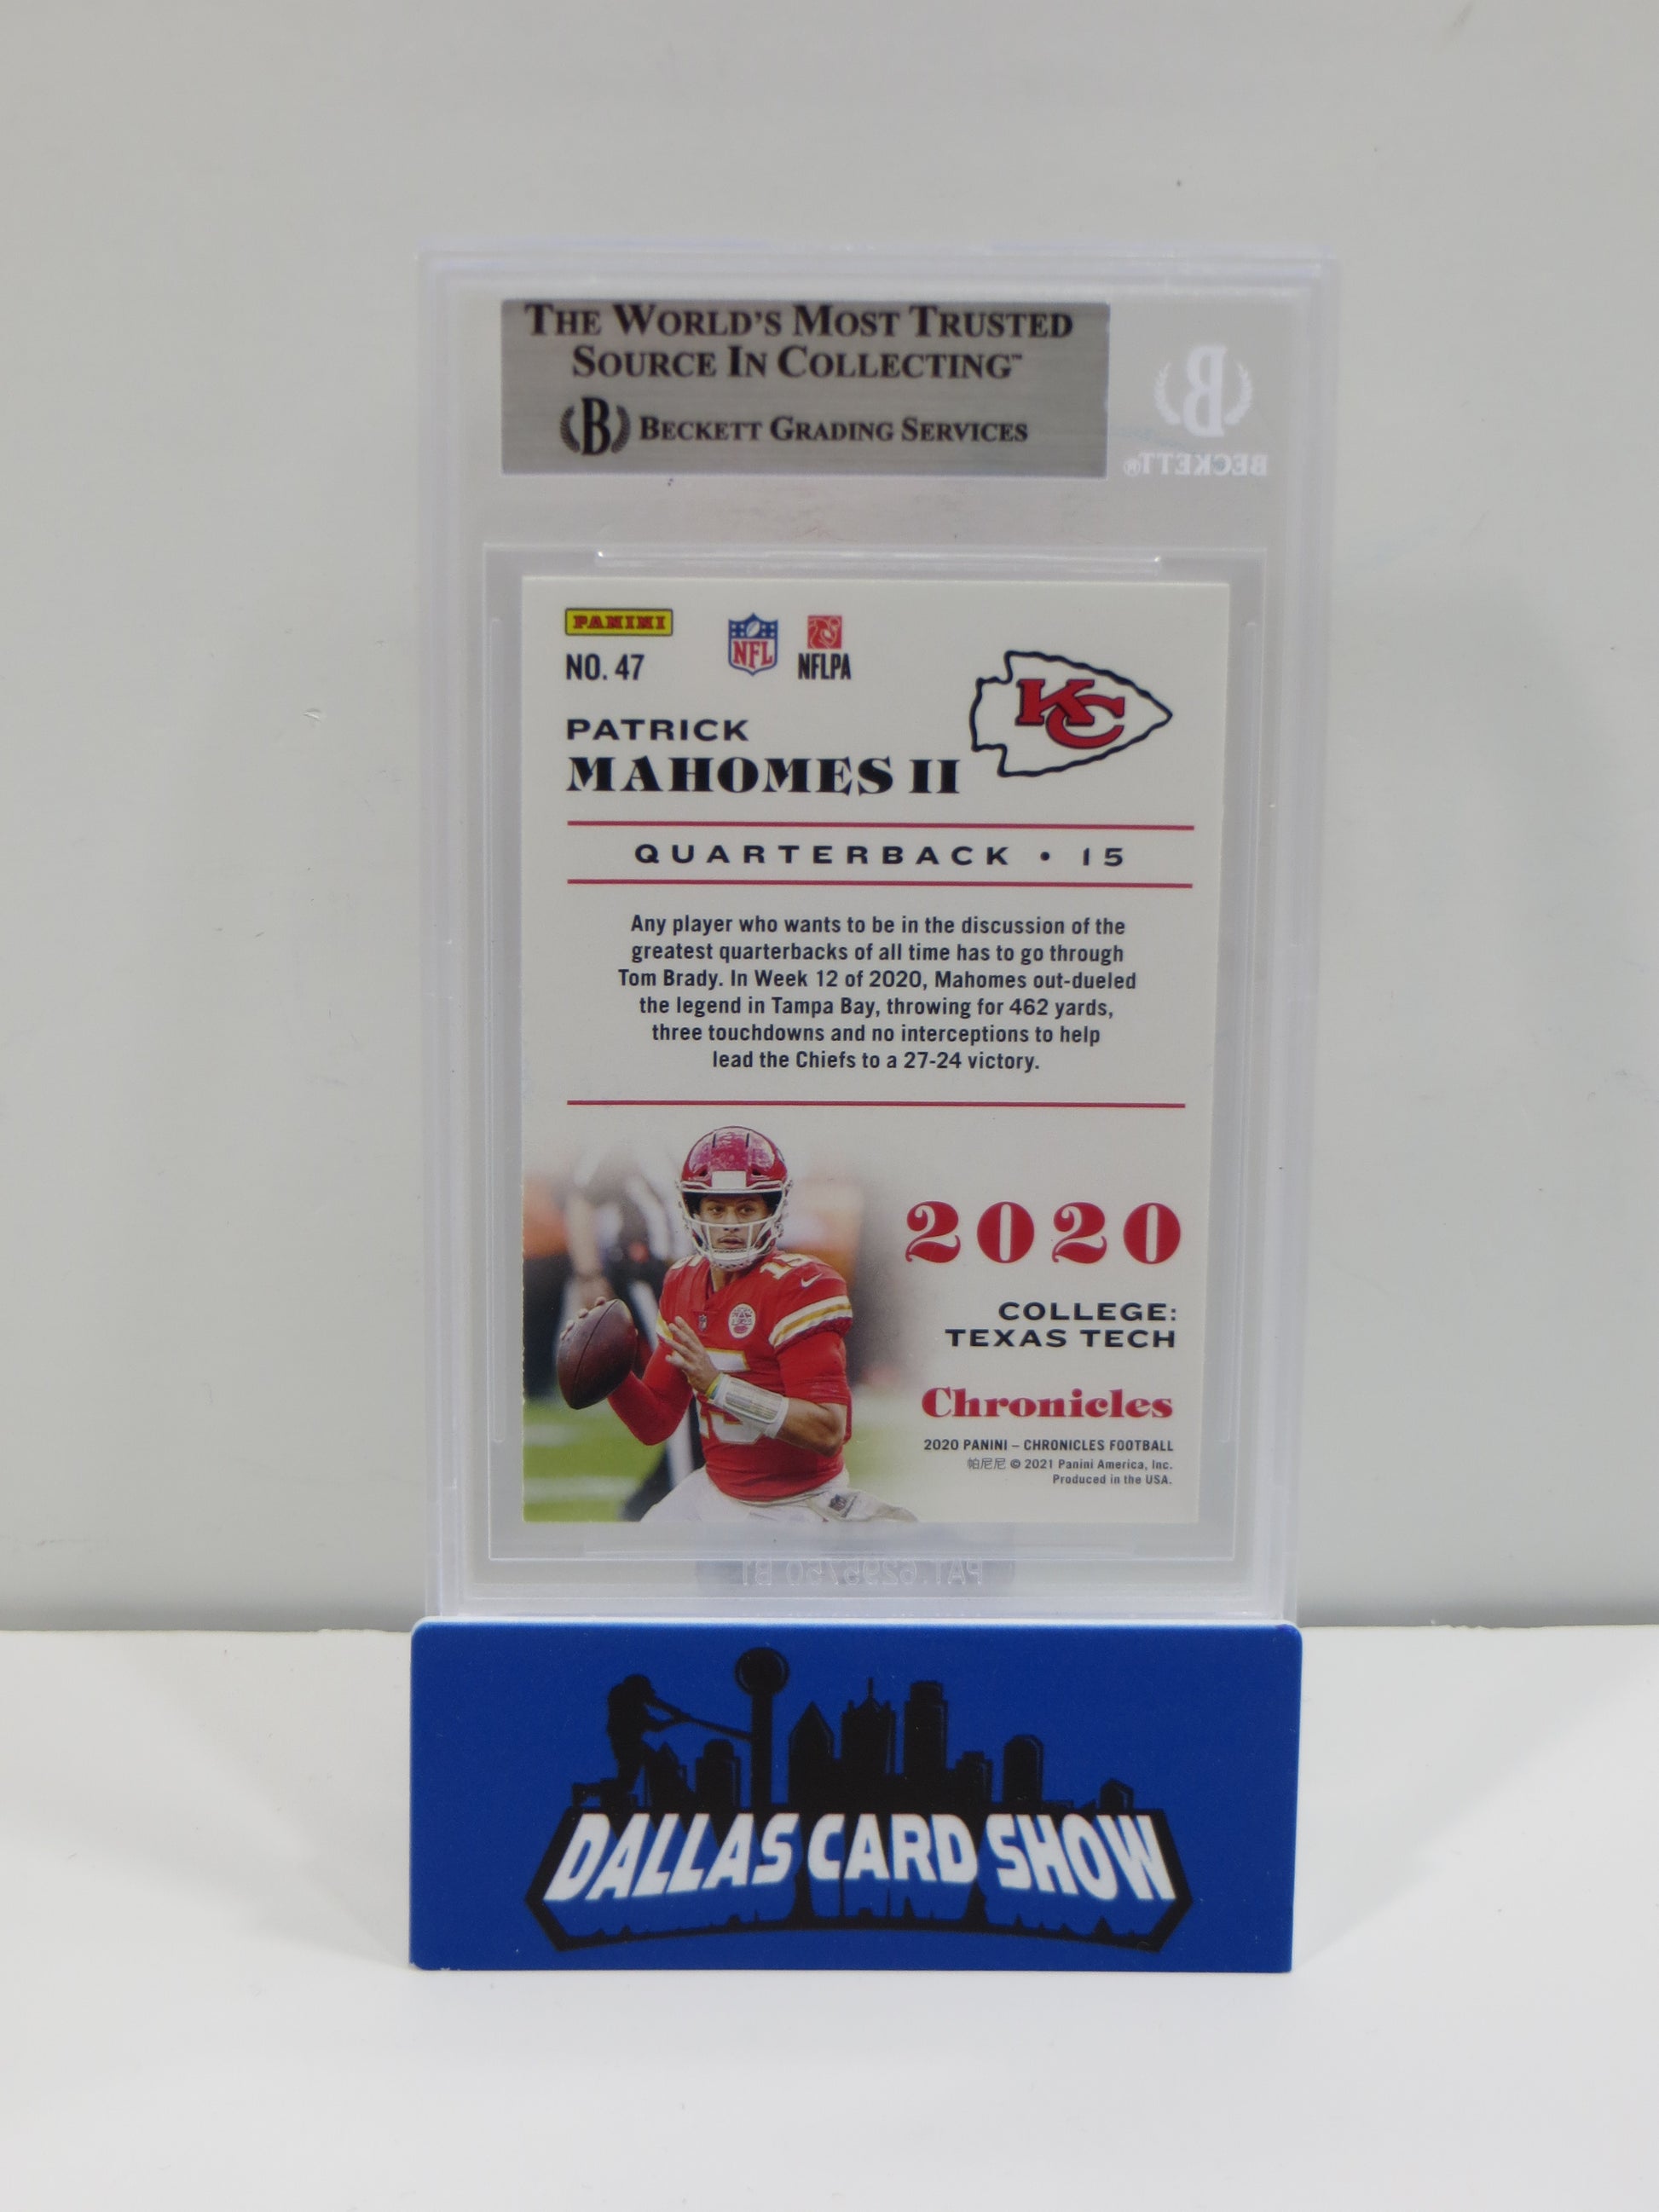 THE WORLD'S MOST TRUSTED
SOURCE IN COLLECTING™
B BECKETT GRADING SERVICES
B
BECKETT®
PANINI
NO. 47
NFL
NFLPA
KC
PATRICK
MAHOMES II
QUARTERBACK • 15
Any player who wants to be in the discussion of the
greatest quarterbacks of all time has to go through
Tom Brady. In Week 12 of 2020, Mahomes out-dueled
the legend in Tampa Bay, throwing for 462 yards,
three touchdowns and no interceptions to help
lead the Chiefs to a 27-24 victory.
15
15
2020
COLLEGE:
TEXAS TECH
Chronicles
2020 PANINI – CHRONICLES FOOTBALL
帕尼尼 © 2021 Panini America, Inc.
Produced in the USA.
PAT. 6295750 B1
DALLAS CARD SHOW